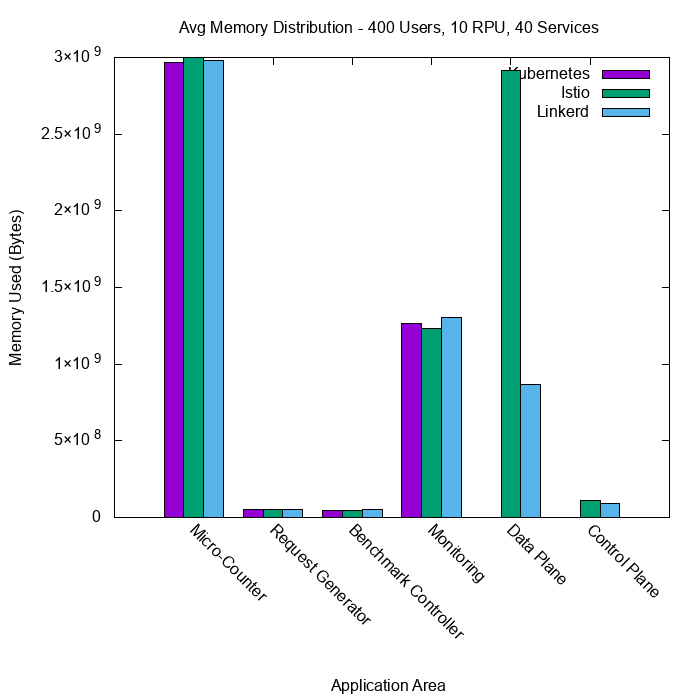 Avg Memory Distribution - 400 Users, 10 RPU, 40 Services
3×10⁹
2.5×10⁹
2×10⁹
1.5×10⁹
1×10⁹
5×10⁸
0
Memory Used (Bytes)
Kubernetes
Istio
Linkerd
Micro-Counter
Request Generator
Benchmark Controller
Monitoring
Data Plane
Control Plane
Application Area